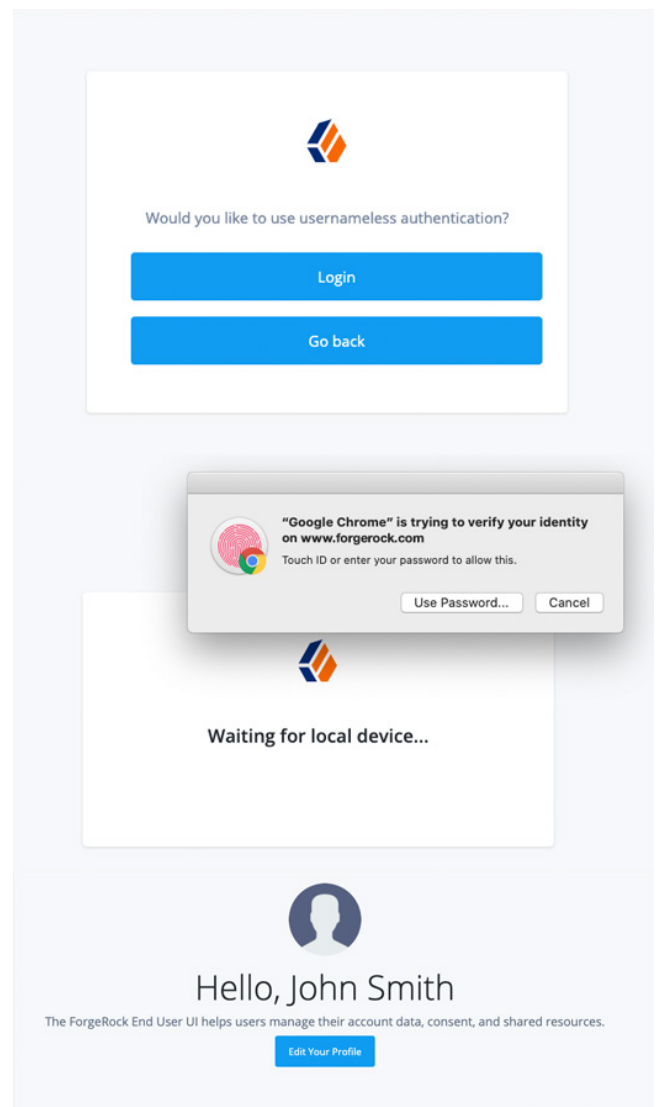 Would you like to use usernameless authentication?
Login
Go back
“Google Chrome” is trying to verify your identity
on www.forgerock.com
Touch ID or enter your password to allow this.
Use Password...
Cancel
Waiting for local device...
Hello, John Smith
The ForgeRock End User UI helps users manage their account data, consent, and shared resources.
Edit Your Profile